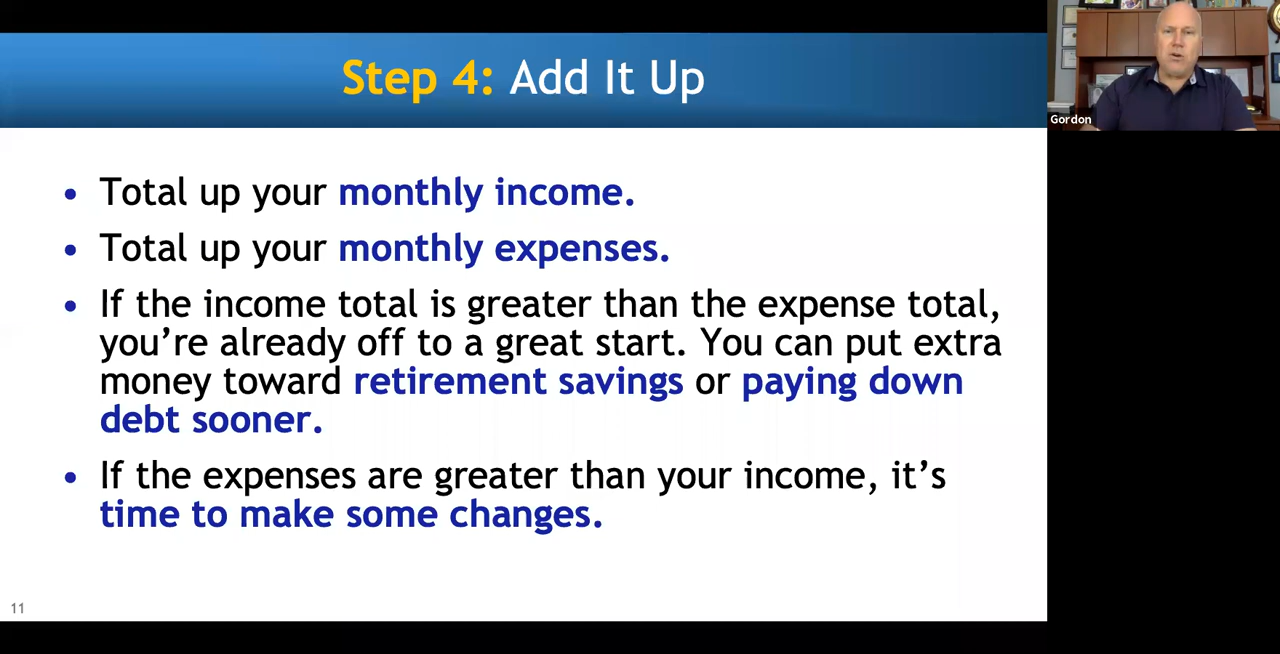 Step 4: Add It Up
Gordon
• Total up your monthly income.
• Total up your monthly expenses.
• If the income total is greater than the expense total,
you’re already off to a great start. You can put extra
money toward retirement savings or paying down
debt sooner.
• If the expenses are greater than your income, it’s
time to make some changes.
11